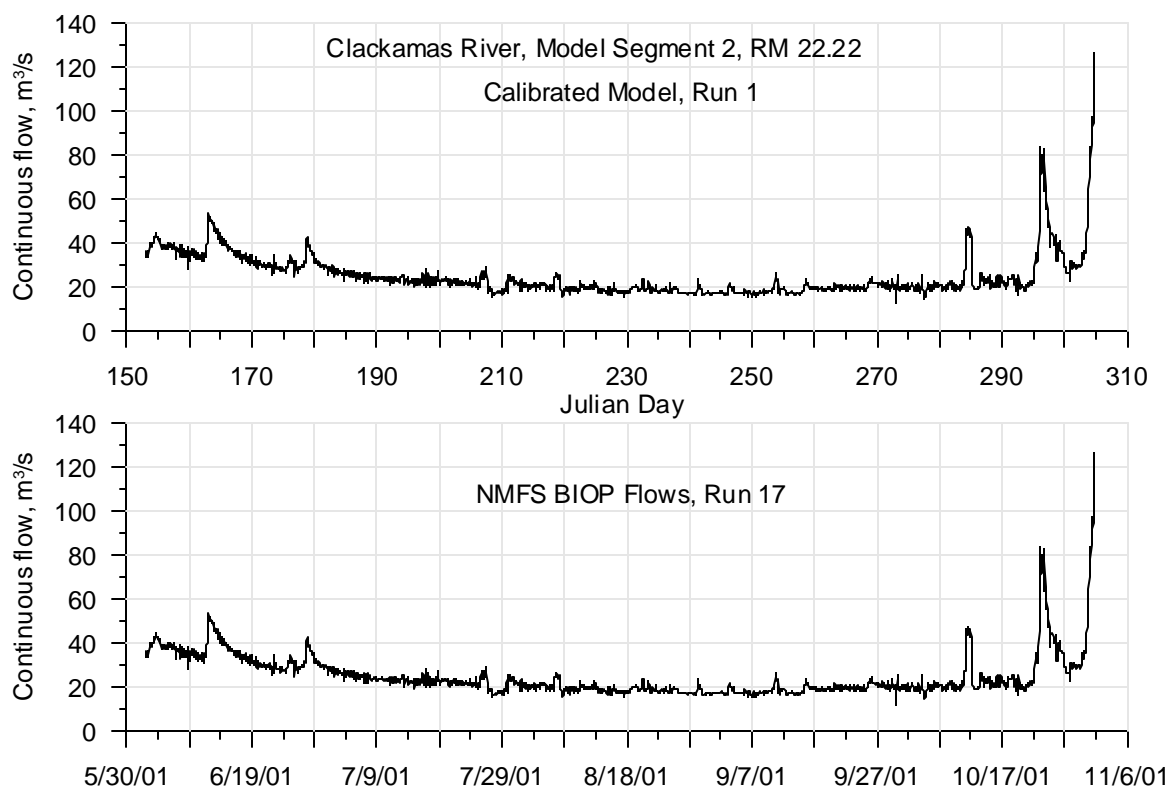 140
120
100
80
60
40
20
0
Continuous flow, m³/s
Clackamas River, Model Segment 2, RM 22.22
Calibrated Model, Run 1
150 170 190 210 230 250 270 290 310
Julian Day
140
120
100
80
60
40
20
0
Continuous flow, m³/s
NMFS BIOP Flows, Run 17
5/30/01 6/19/01 7/9/01 7/29/01 8/18/01 9/7/01 9/27/01 10/17/01 11/6/01